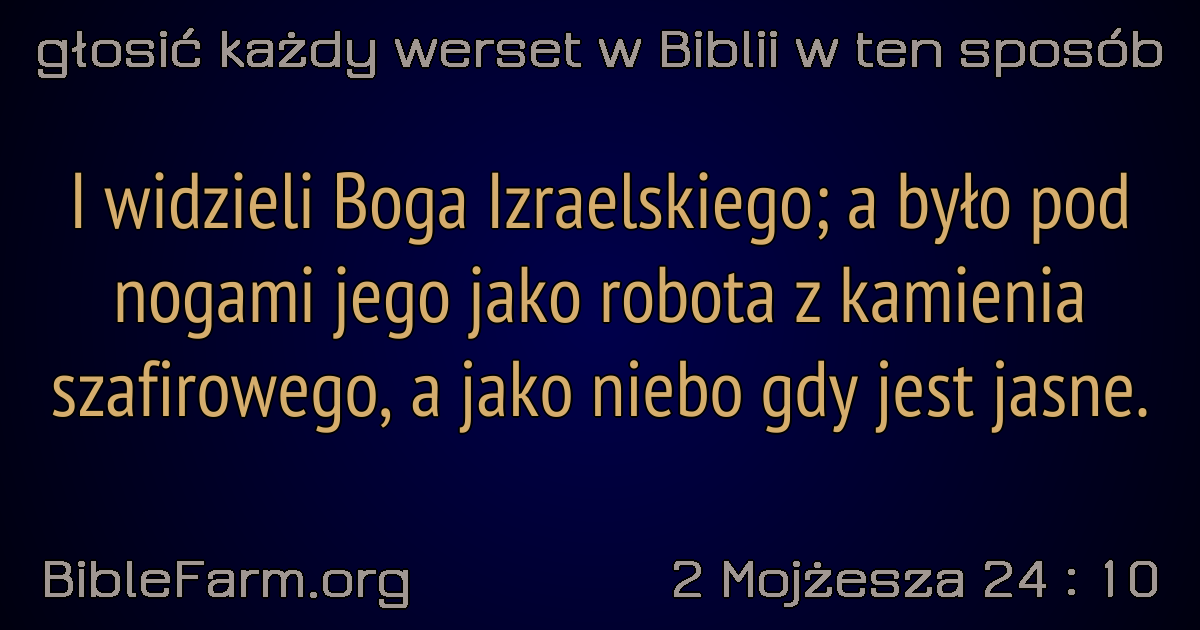 głosić każdy werset w Biblii w ten sposób
I widzieli Boga Izraelskiego; a było pod
nogami jego jako robota z kamienia
szafirowego, a jako niebo gdy jest jasne.
BibleFarm.org
2 Mojżesza 24 : 10